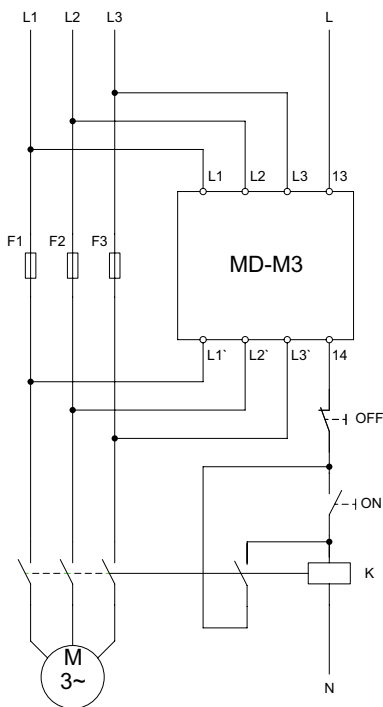 L1 L2 L3 L
L1 L2 L3 13
F1 F2 F3
MD-M3
L1` L2` L3` 14
OFF
ON
K
M
3~
N